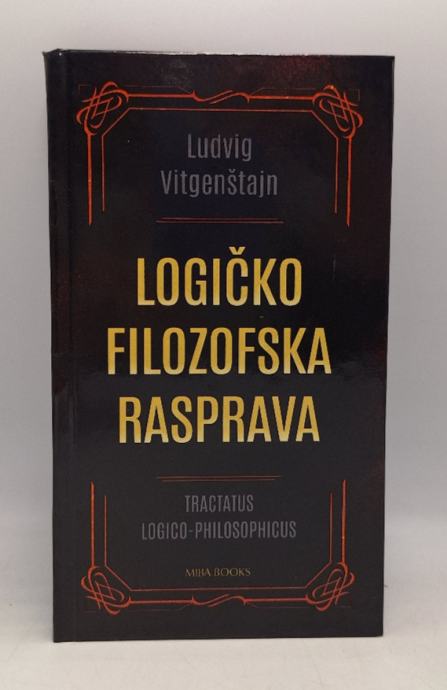 Ludvig
Vitgenštajn
LOGIČKO
FILOZOFSKA
RASPRAVA
TRACTATUS
LOGICO-PHILOSOPHICUS
MIBA BOOKS